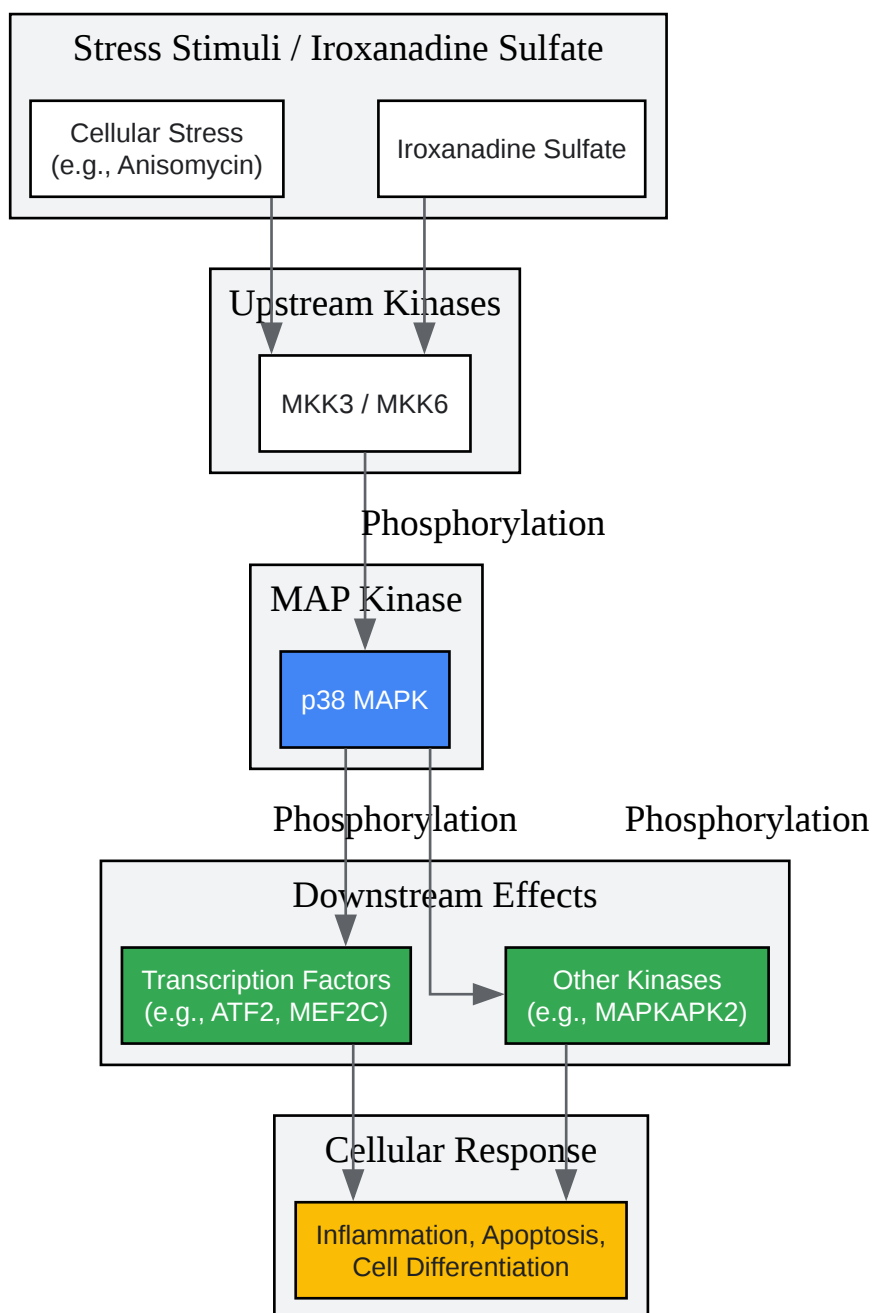 Stress Stimuli / Iroxanadine Sulfate
Cellular Stress
(e.g., Anisomycin)
Iroxanadine Sulfate
Upstream Kinases
MKK3 / MKK6
Phosphorylation
MAP Kinase
p38 MAPK
Phosphorylation
Phosphorylation
Downstream Effects
Transcription Factors
(e.g., ATF2, MEF2C)
Other Kinases
(e.g., MAPKAPK2)
Cellular Response
Inflammation, Apoptosis,
Cell Differentiation